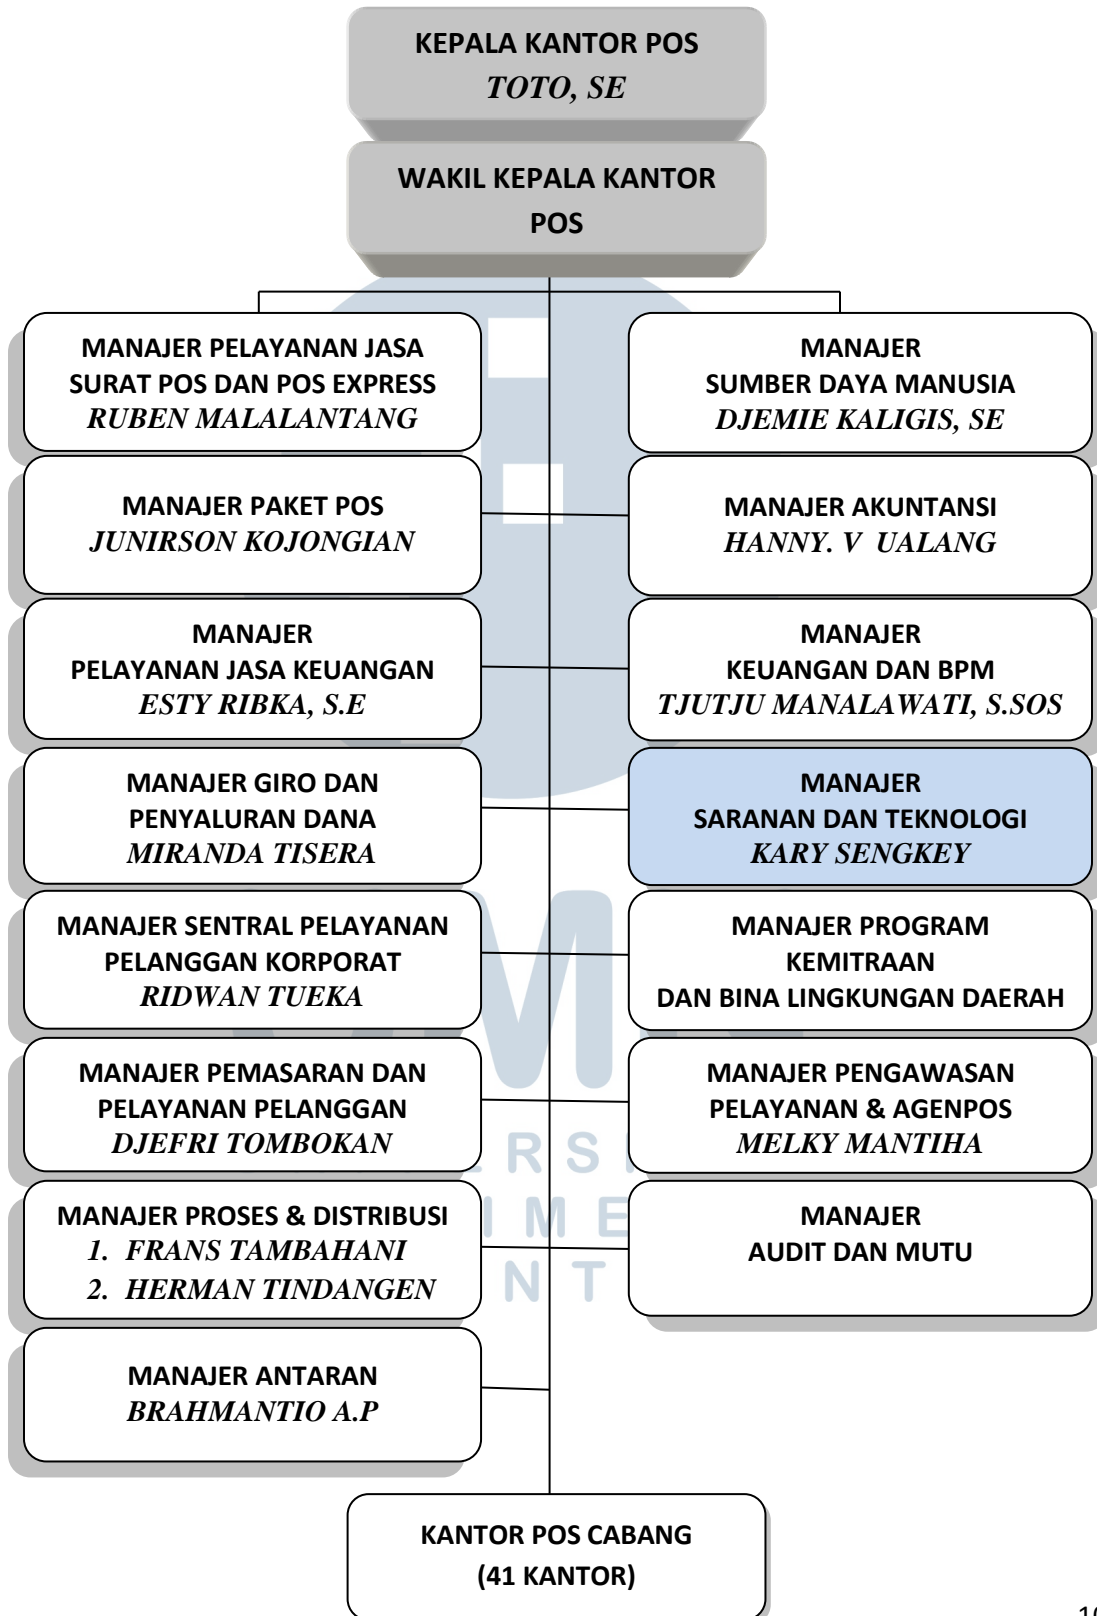 KEPALA KANTOR POS
TOTO, SE
WAKIL KEPALA KANTOR
POS
MANAJER PELAYANAN JASA
SURAT POS DAN POS EXPRESS
RUBEN MALALANTANG
MANAJER
SUMBER DAYA MANUSIA
DJEMIE KALIGIS, SE
MANAJER PAKET POS
JUNIRSON KOJONGIAN
MANAJER AKUNTANSI
HANNY. V UALANG
MANAJER
PELAYANAN JASA KEUANGAN
ESTY RIBKA, S.E
MANAJER
KEUANGAN DAN BPM
TJUTJU MANALAWATI, S.SOS
MANAJER GIRO DAN
PENYALURAN DANA
MIRANDA TISERA
MANAJER
SARANAN DAN TEKNOLOGI
KARY SENGKEY
MANAJER SENTRAL PELAYANAN
PELANGGAN KORPORAT
RIDWAN TUEKA
MANAJER PROGRAM
KEMITRAAN
DAN BINA LINGKUNGAN DAERAH
MANAJER PEMASARAN DAN
PELAYANAN PELANGGAN
DJEFRI TOMBOKAN
MANAJER PENGAWASAN
PELAYANAN & AGENPOS
MELKY MANTIHA
MANAJER PROSES & DISTRIBUSI
1. FRANS TAMBAHANI
2. HERMAN TINDANGEN
MANAJER
AUDIT DAN MUTU
MANAJER ANTARAN
BRAHMANTIO A.P
KANTOR POS CABANG
(41 KANTOR)